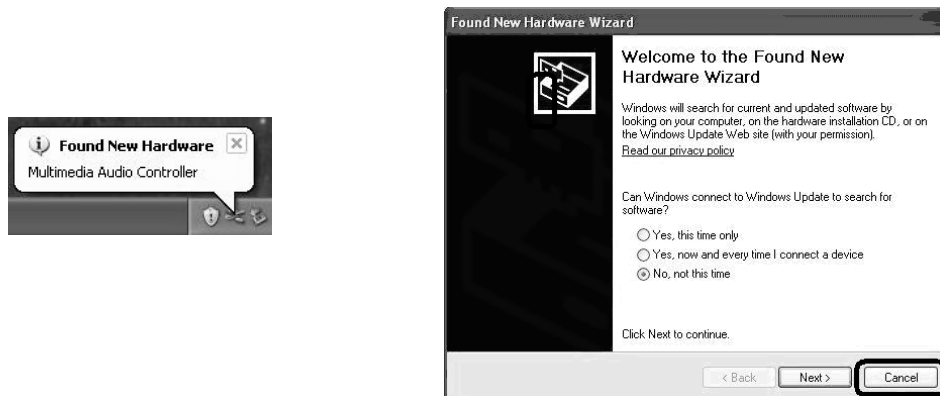 Found New Hardware
Multimedia Audio Controller
Found New Hardware Wizard
Welcome to the Found New
Hardware Wizard
Windows will search for current and updated software by
looking on your computer, on the hardware installation CD, or on
the Windows Update Web site (with your permission).
Read our privacy policy
Can Windows connect to Windows Update to search for
software?
Yes, this time only
Yes, now and every time I connect a device
No, not this time
Click Next to continue.
< Back
Next >
Cancel